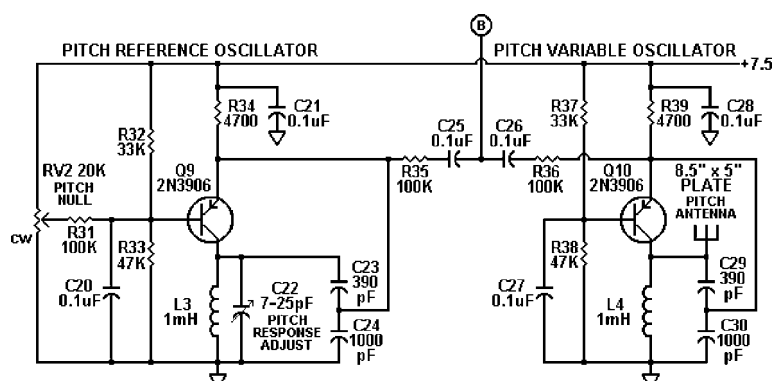 B
PITCH REFERENCE OSCILLATOR
PITCH VARIABLE OSCILLATOR
+7.5
R34
4700
C21
0.1uF
R37
33K
R39
4700
C28
0.1uF
R32
33K
C25
0.1uF
C26
0.1uF
RV2 20K
PITCH
NULL
Q9
2N3906
R35
100K
R36
100K
Q10
2N3906
8.5" x 5"
PLATE
PITCH
ANTENNA
CW
R31
100K
R33
47K
R38
47K
C20
0.1uF
L3
1mH
C22
7-25pF
PITCH
RESPONSE
ADJUST
C23
390
pF
C24
1000
pF
C27
0.1uF
L4
1mH
C29
390
pF
C30
1000
pF